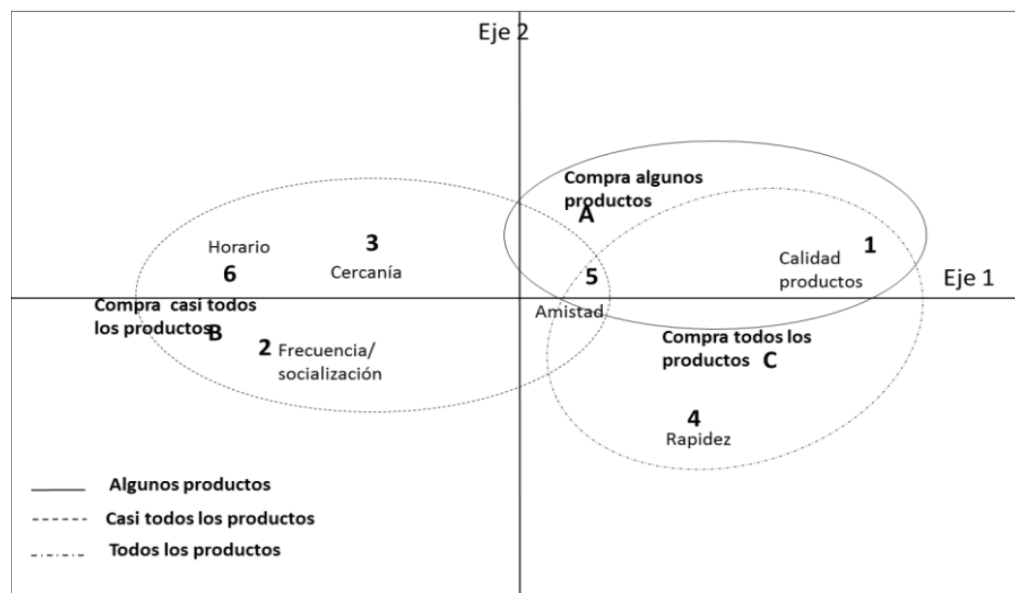 Eje 2
Compra algunos
productos
A
1
Calidad
productos
Horario
3
6
Cercanía
5
Eje 1
Compra casi todos
los productos
B
Amistad
2
Frecuencia/
socialización
Compra todos los
productos
C
4
Rapidez
Algunos productos
Casi todos los productos
Todos los productos